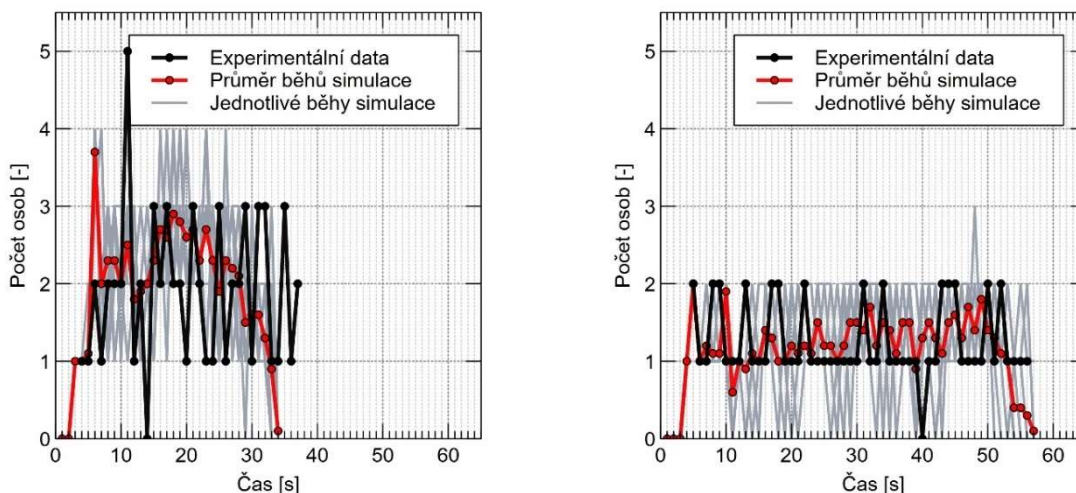 5
4
3
2
1
0
Počet osob [-]
Experimentální data
Průměr běhů simulace
Jednotlivé běhy simulace
0 10 20 30 40 50 60
Čas [s]
5
4
3
2
1
0
Počet osob [-]
Experimentální data
Průměr běhů simulace
Jednotlivé běhy simulace
0 10 20 30 40 50 60
Čas [s]